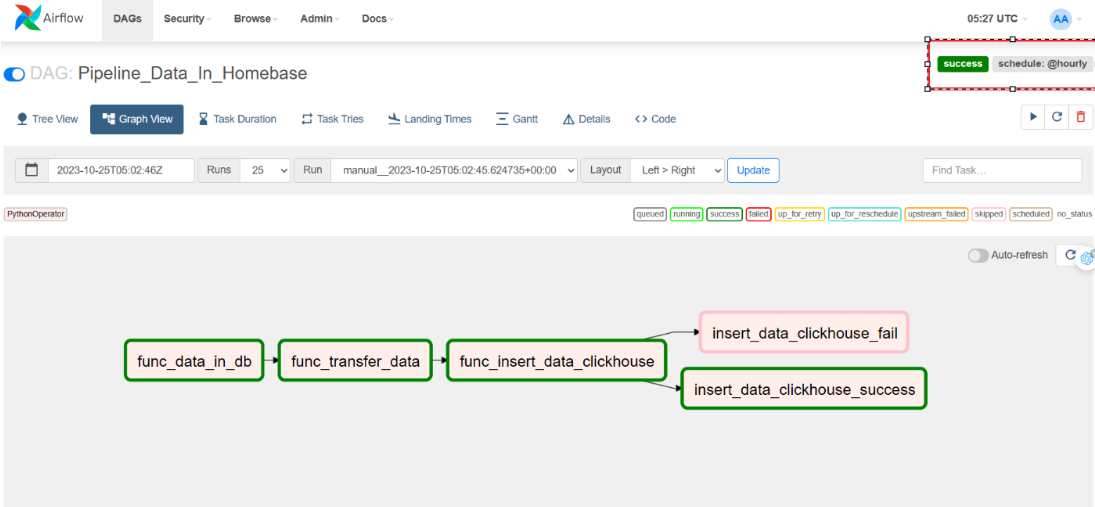 Airflow DAGs Security Browse Admin Docs 05:27 UTC AA
success schedule: @hourly
DAG: Pipeline_Data_In_Homebase
Tree View Graph View Task Duration Task Tries Landing Times Gantt Details Code
2023-10-25T05:02:46Z Runs 25 Run manual__2023-10-25T05:02:45.624735+00:00 Layout Left > Right Update Find Task...
PythonOperator queued running success failed up_for_retry up_for_reschedule upstream_failed skipped scheduled no_status
Auto-refresh
insert_data_clickhouse_fail
func_data_in_db func_transfer_data func_insert_data_clickhouse
insert_data_clickhouse_success